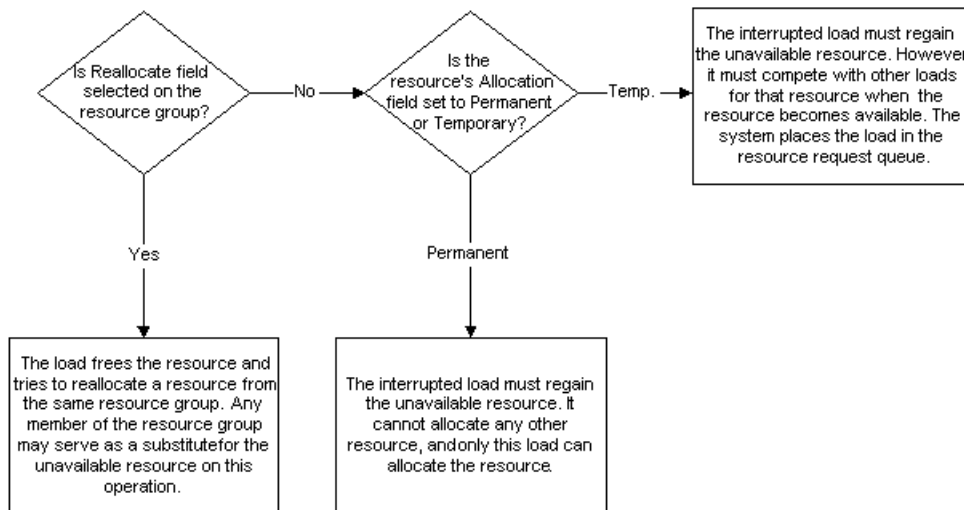 Is Reallocate field
selected on the
resource group?
No
Is the
resource's Allocation
field set to Permanent
or Temporary?
Temp.
The interrupted load must regain
the unavailable resource. However
it must compete with other loads
for that resource when the
resource becomes available. The
system places the load in the
resource request queue.
Yes
Permanent
The load frees the resource and
tries to reallocate a resource from
the same resource group. Any
member of the resource group
may serve as a substitutefor the
unavailable resource on this
operation.
The interrupted load must regain
the unavailable resource. It
cannot allocate any other
resource, andonly this load can
allocate the resource.